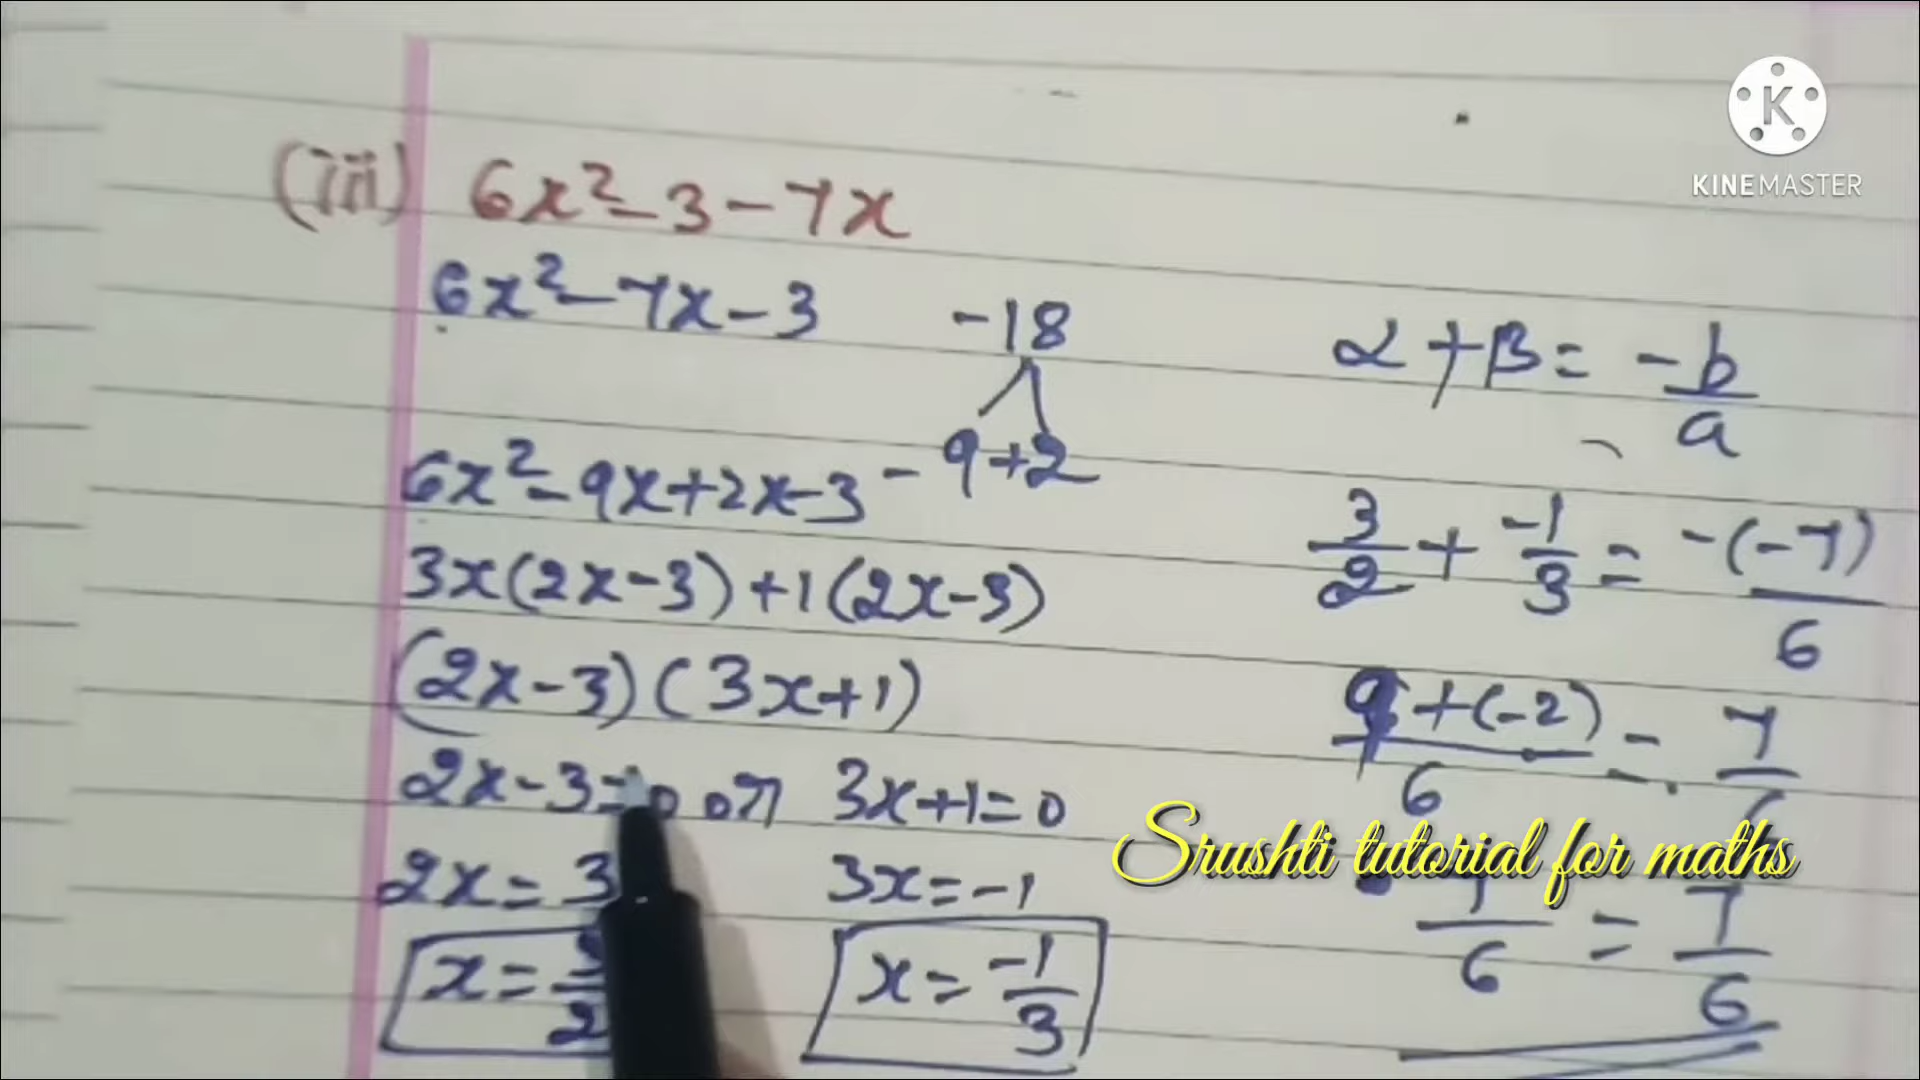 KINEMASTER
(iii) 6x² - 3 - 7x
6x² - 7x - 3
-18
- 9 + 2
6x² - 9x + 2x - 3
3x(2x - 3) + 1(2x - 3)
(2x - 3)(3x + 1)
2x - 3 = 0 or 3x + 1 = 0
2x = 3 3x = -1
x = 3/2 x = -1/3
α + β = -b/a
3/2 + -1/3 = -(-7)/6
9 + (-2)/6 = 7/6
Srushti tutorial for maths
7/6 = 7/6